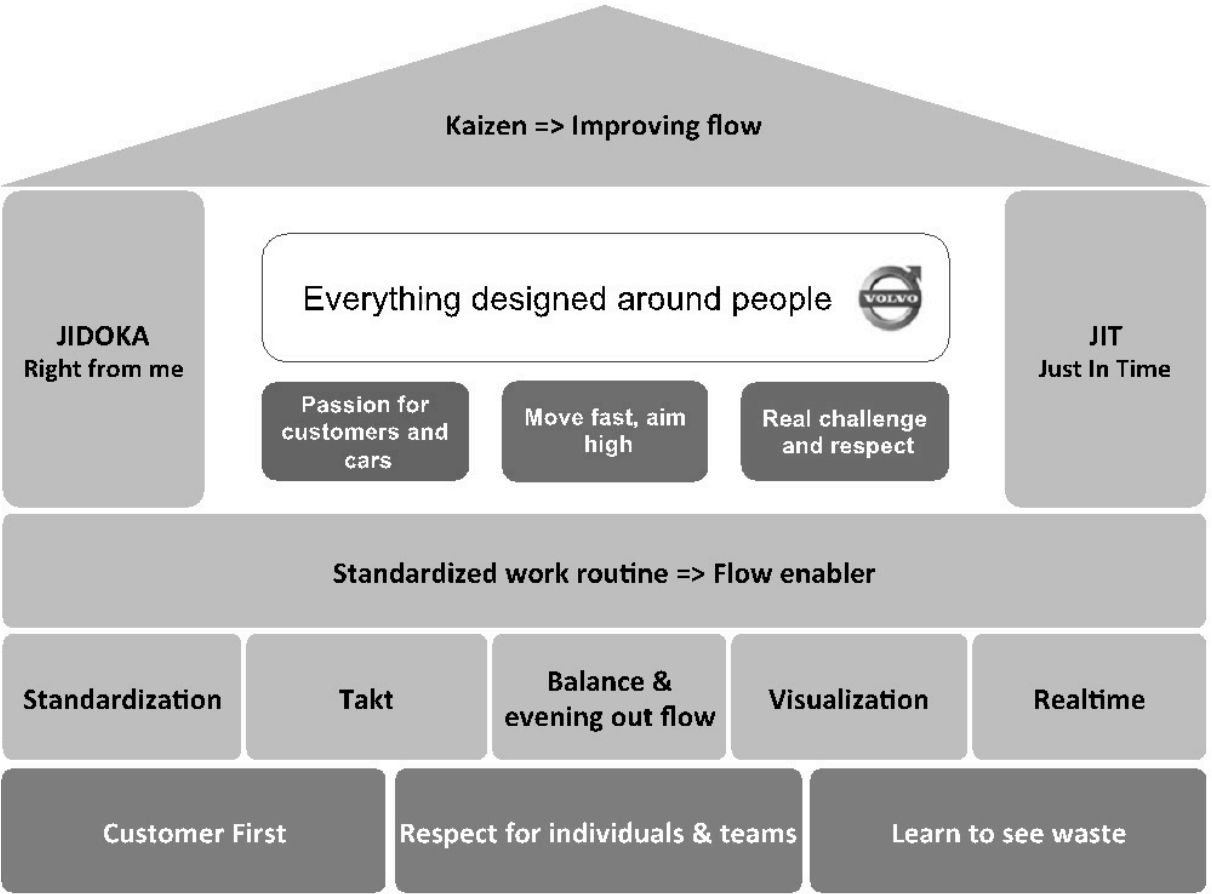 Kaizen => Improving flow
Everything designed around people
VOLVO
JIDOKA
Right from me
JIT
Just In Time
Passion for
customers and
cars
Move fast, aim
high
Real challenge
and respect
Standardized work routine => Flow enabler
Standardization
Takt
Balance &
evening out flow
Visualization
Realtime
Customer First
Respect for individuals & teams
Learn to see waste